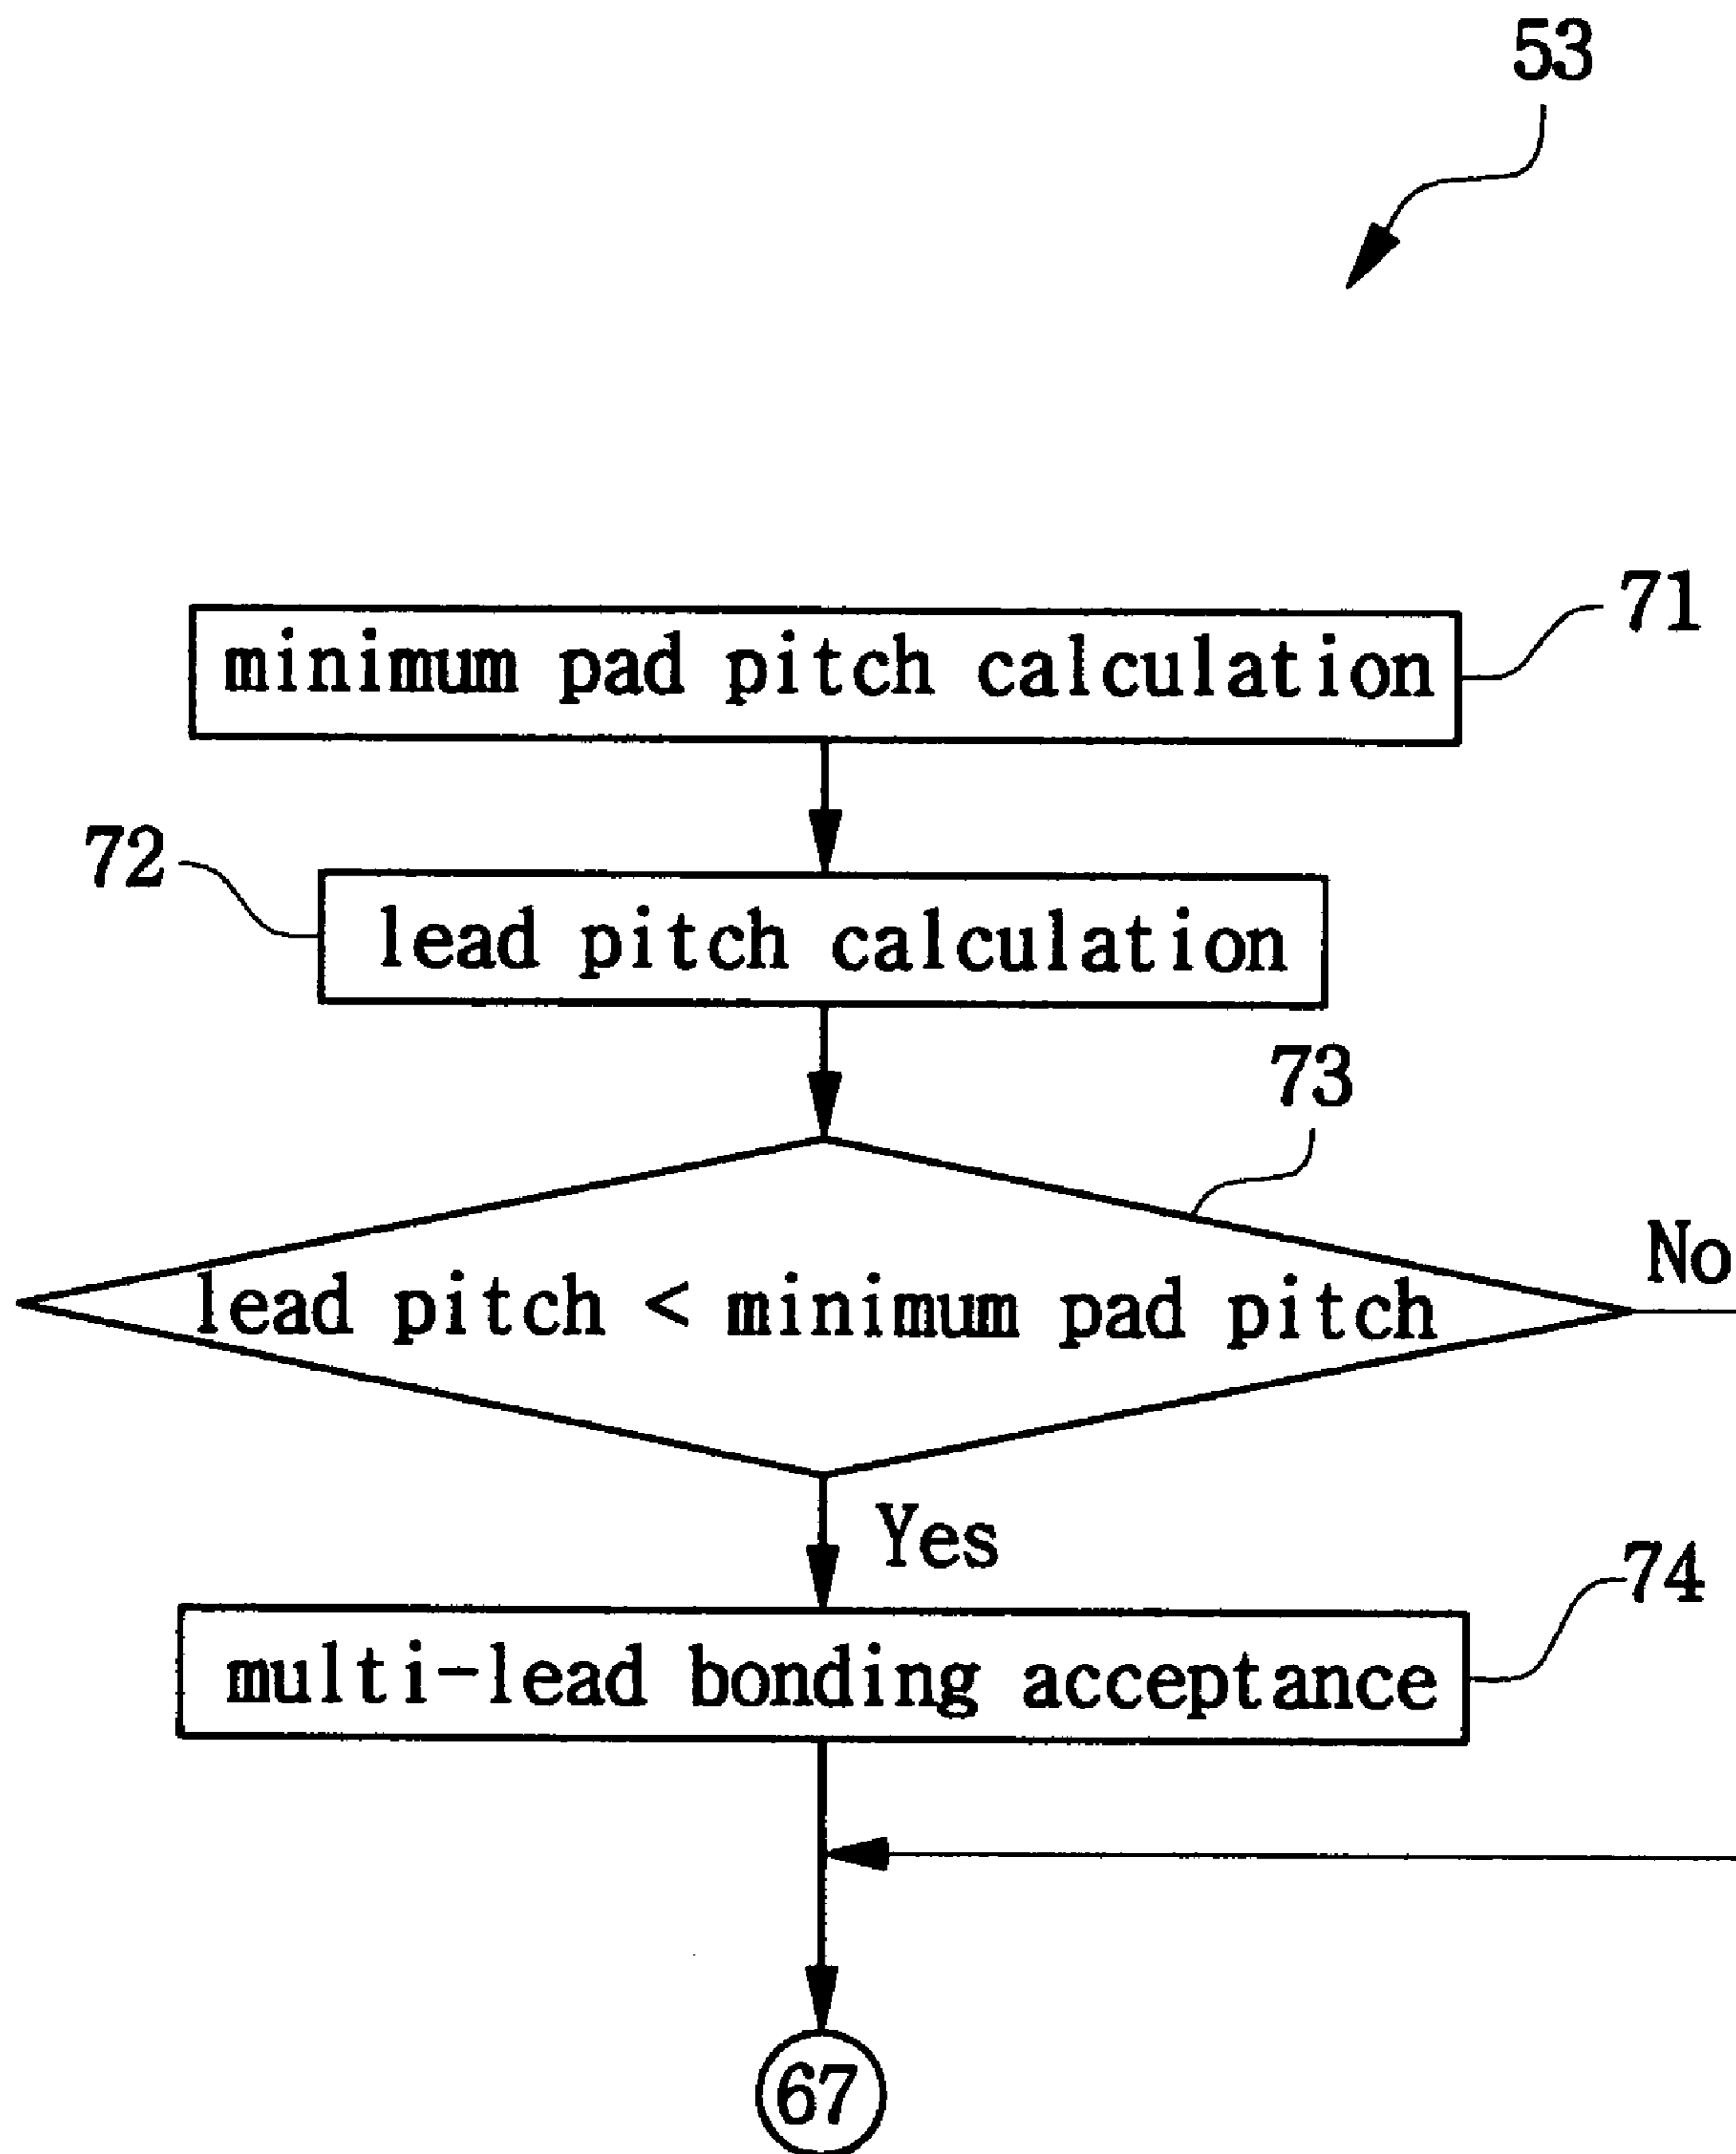 53
71
minimum pad pitch calculation
72
lead pitch calculation
73
No
lead pitch < minimum pad pitch
Yes
74
multi-lead bonding acceptance
67